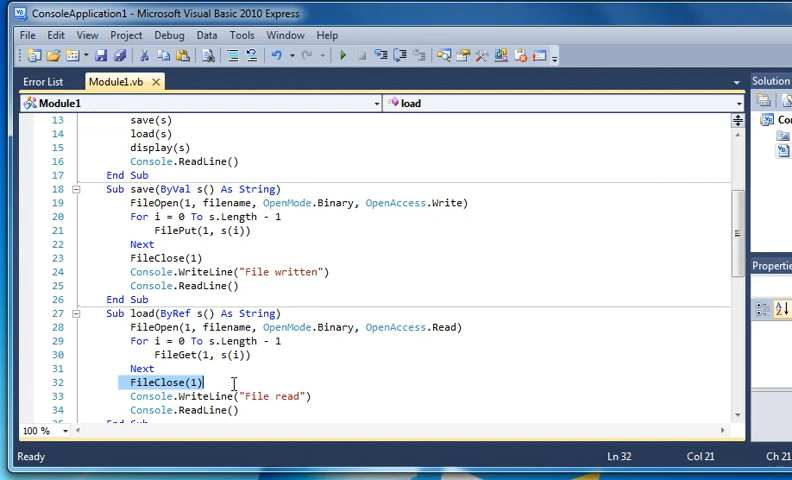 ConsoleApplication1 - Microsoft Visual Basic 2010 Express
File Edit View Project Debug Data Tools Window Help
Error List Module1.vb Solution
Module1 load
13 save(s)
14 load(s)
15 display(s)
16 Console.ReadLine()
17 End Sub
18 Sub save(ByVal s() As String)
19 FileOpen(1, filename, OpenMode.Binary, OpenAccess.Write)
20 For i = 0 To s.Length - 1
21 FilePut(1, s(i))
22 Next
23 FileClose(1)
24 Console.WriteLine("File written")
25 Console.ReadLine()
26 End Sub
27 Sub load(ByRef s() As String)
28 FileOpen(1, filename, OpenMode.Binary, OpenAccess.Read)
29 For i = 0 To s.Length - 1
30 FileGet(1, s(i))
31 Next
32 FileClose(1)
33 Console.WriteLine("File read")
34 Console.ReadLine()
Properti
100 %
Ready Ln 32 Col 21 Ch 21